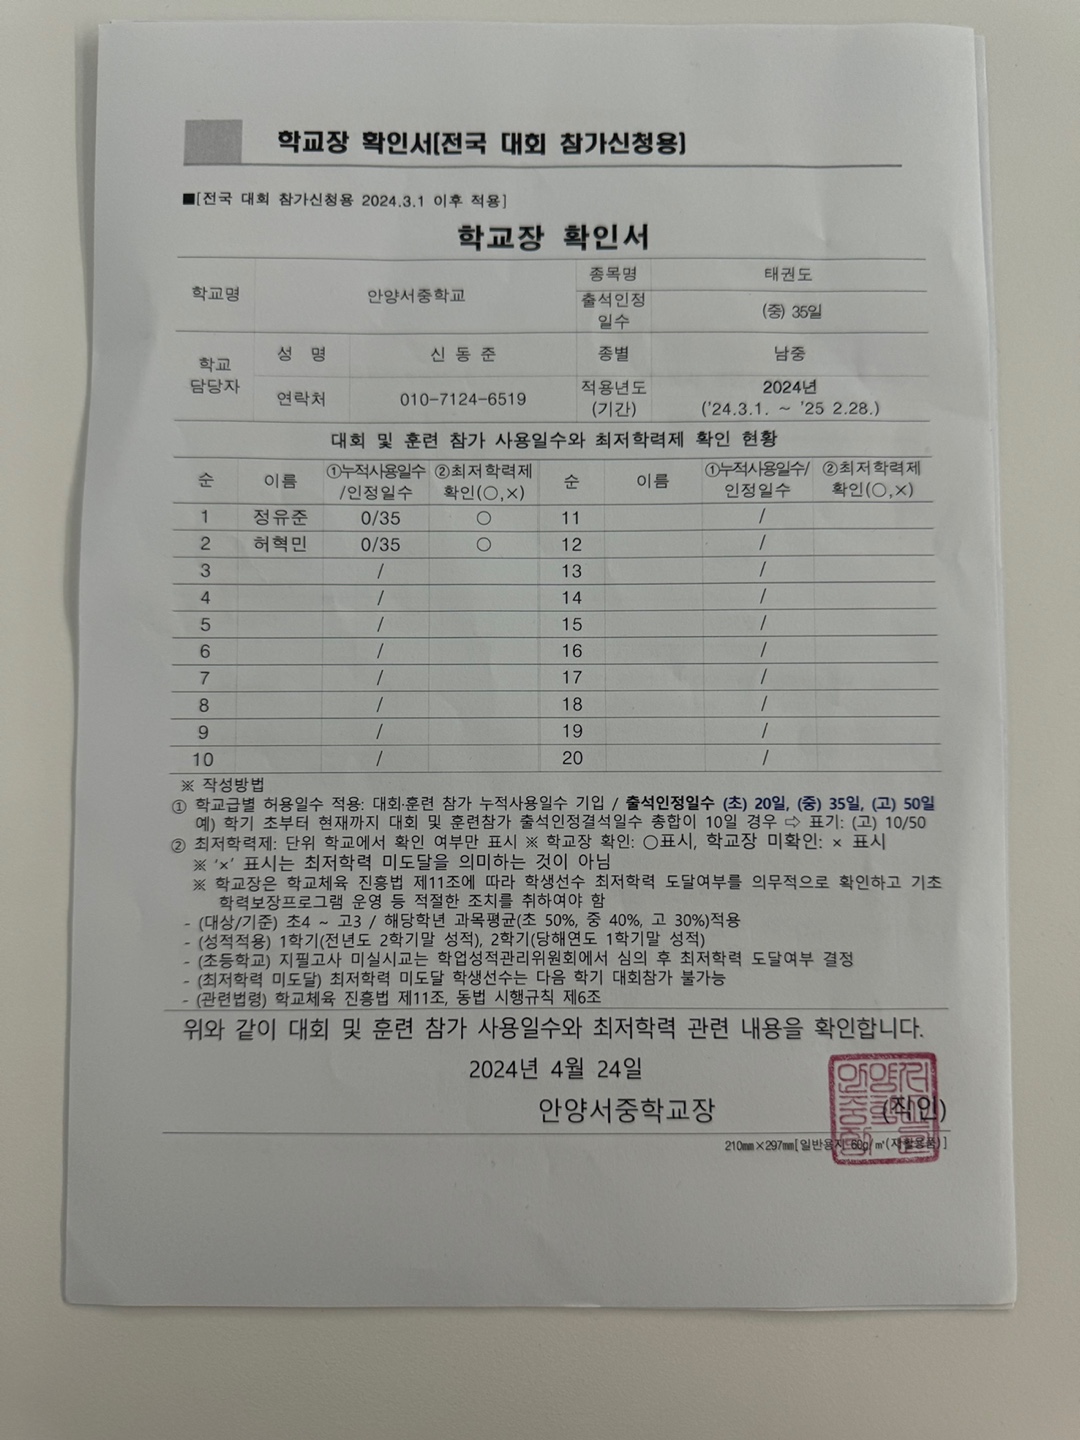 학교장 확인서[전국 대회 참가신청용]
■[전국 대회 참가신청용 2024.3.1 이후 적용]
학교장 확인서
학교명 안양서중학교 종목명 태권도
출석인정 일수 (중) 35일
학교 담당자 성 명 신 동 준 종별 남중
연락처 010-7124-6519 적용년도 (기간) 2024년 ('24.3.1. ~ '25 2.28.)
대회 및 훈련 참가 사용일수와 최저학력제 확인 현황
순 이름 ①누적사용일수/인정일수 ②최저학력제 확인(○,×) 순 이름 ①누적사용일수/인정일수 ②최저학력제 확인(○,×)
1 정유준 0/35 ○ 11 /
2 허혁민 0/35 ○ 12 /
3 / 13 /
4 / 14 /
5 / 15 /
6 / 16 /
7 / 17 /
8 / 18 /
9 / 19 /
10 / 20 /
※ 작성방법
① 학교급별 허용일수 적용: 대회·훈련 참가 누적사용일수 기입 / 출석인정일수 (초) 20일, (중) 35일, (고) 50일
예) 학기 초부터 현재까지 대회 및 훈련참가 출석인정결석일수 총합이 10일 경우 ⇨ 표기: (고) 10/50
② 최저학력제: 단위 학교에서 확인 여부만 표시 ※ 학교장 확인: ○표시, 학교장 미확인: × 표시
※ '×' 표시는 최저학력 미도달을 의미하는 것이 아님
※ 학교장은 학교체육 진흥법 제11조에 따라 학생선수 최저학력 도달여부를 의무적으로 확인하고 기초
학력보장프로그램 운영 등 적절한 조치를 취하여야 함
- (대상/기준) 초4 ~ 고3 / 해당학년 과목평균(초 50%, 중 40%, 고 30%)적용
- (성적적용) 1학기(전년도 2학기말 성적), 2학기(당해연도 1학기말 성적)
- (초등학교) 지필고사 미실시교는 학업성적관리위원회에서 심의 후 최저학력 도달여부 결정
- (최저학력 미도달) 최저학력 미도달 학생선수는 다음 학기 대회참가 불가능
- (관련법령) 학교체육 진흥법 제11조, 동법 시행규칙 제6조
위와 같이 대회 및 훈련 참가 사용일수와 최저학력 관련 내용을 확인합니다.
2024년 4월 24일
안양서중학교장 (직인)
210㎜×297㎜[일반용지 60g/㎡(재활용품)]